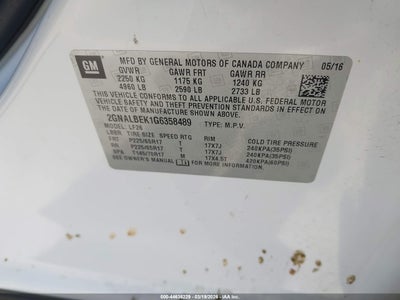 GM
MFD BY GENERAL MOTORS OF CANADA COMPANY 05/16
GVWR GAWR FRT GAWR RR
2250 KG 1175 KG 1240 KG
4960 LB 2590 LB 2733 LB
THIS VEHICLE CONFORMS TO ALL APPLICABLE U.S. FEDERAL MOTOR
VEHICLE SAFETY STANDARDS IN EFFECT ON THE
DATE OF MANUFACTURE SHOWN ABOVE.
2GNALBEK1G6358489 TYPE: M.P.V.
MODEL: LF26
TIRE SIZE SPEED RTG RIM COLD TIRE PRESSURE
FRT P225/65R17 T 17X7J 240KPA(35PSI)
RR P225/65R17 T 17X7J 240KPA(35PSI)
SPA T145/70R17 M 17X4.5T 420KPA(60PSI)
SEE OWNER'S MANUAL FOR MORE INFORMATION.